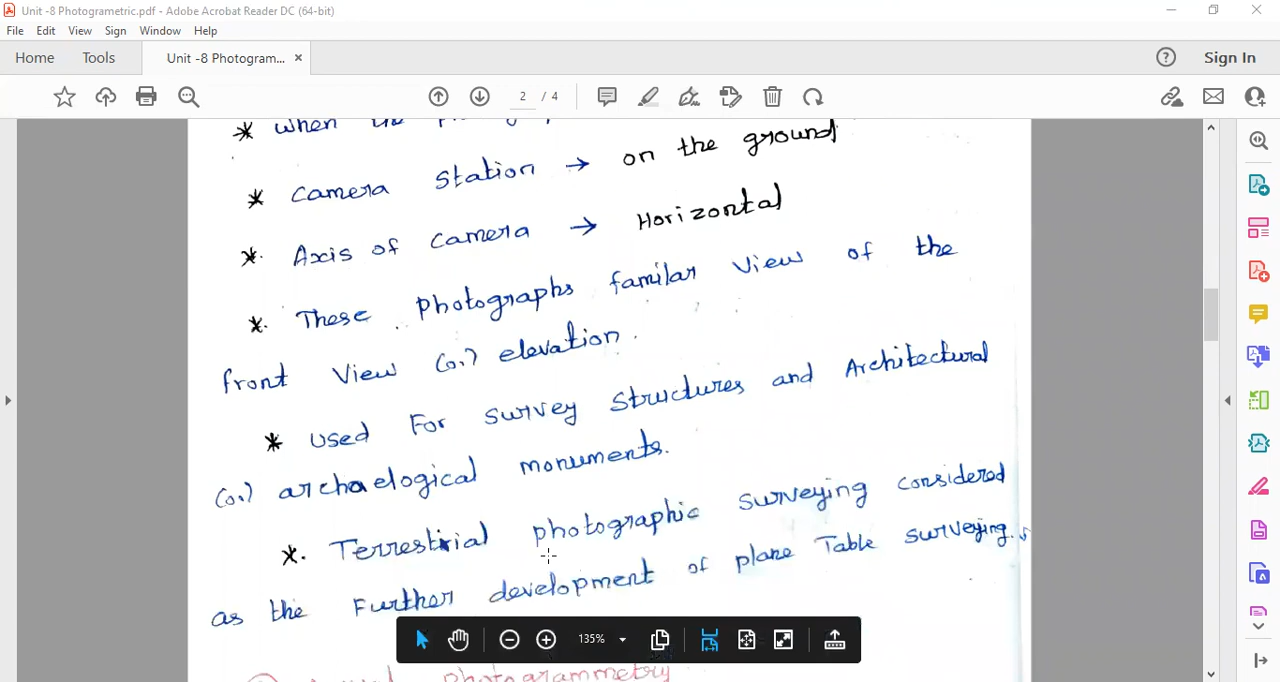 Unit -8 Photogrametric.pdf - Adobe Acrobat Reader DC (64-bit)
File Edit View Sign Window Help
Home Tools Unit -8 Photogram... × Sign In
2 / 4
* When the
* Camera Station → on the ground
* Axis of Camera → Horizontal
* These photographs familar view of the
front view (or) elevation.
* Used For survey structures and Architectural
(or) archaelogical monuments.
* Terrestrial photographic surveying considered
as the Further development of plane Table surveying.
135%
photogrammetry